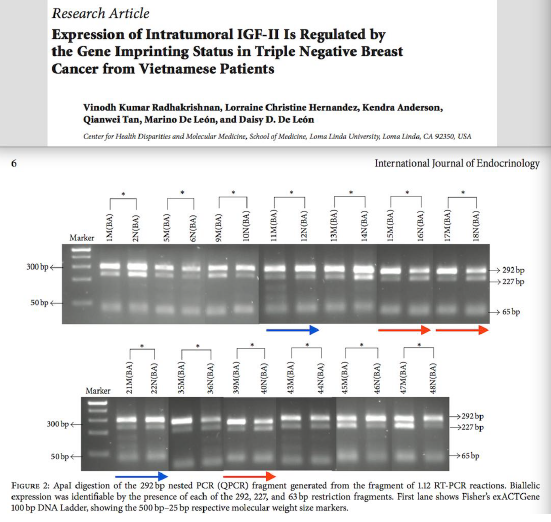 Research Article
Expression of Intratumoral IGF-II Is Regulated by
the Gene Imprinting Status in Triple Negative Breast
Cancer from Vietnamese Patients
Vinodh Kumar Radhakrishnan, Lorraine Christine Hernandez, Kendra Anderson,
Qianwei Tan, Marino De León, and Daisy D. De León
Center for Health Disparities and Molecular Medicine, School of Medicine, Loma Linda University, Loma Linda, CA 92350, USA
6 International Journal of Endocrinology
* * * * * * *
Marker 1M(BA) 2N(BA) 5M(BA) 6N(BA) 9M(BA) 10N(BA) 11M(BA) 12N(BA) 13M(BA) 14N(BA) 15M(BA) 16N(BA) 17M(BA) 18N(BA)
300 bp 292 bp
227 bp
50 bp 65 bp
* * * * * *
Marker 21M(BA) 22N(BA) 35M(BA) 36N(BA) 39M(BA) 40N(BA) 43M(BA) 44N(BA) 45M(BA) 46N(BA) 47M(BA) 48N(BA)
292 bp
300 bp 227 bp
50 bp 65 bp
FIGURE 2: ApaI digestion of the 292 bp nested PCR (QPCR) fragment generated from the fragment of 1.12 RT-PCR reactions. Biallelic
expression was identifiable by the presence of each of the 292, 227, and 63 bp restriction fragments. First lane shows Fisher's exACTGene
100 bp DNA Ladder, showing the 500 bp–25 bp respective molecular weight size markers.